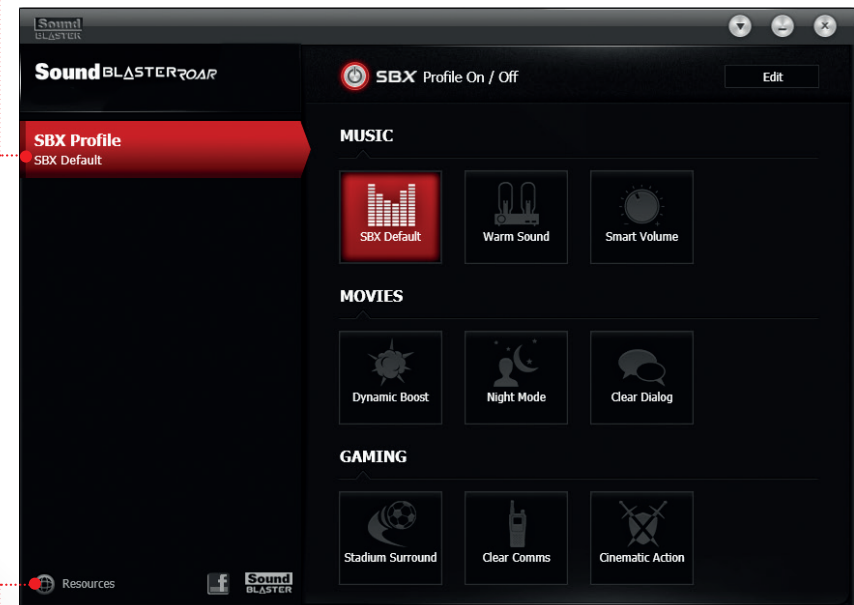 Sound
BLASTER
Sound BLASTER ROAR
SBX Profile On / Off
Edit
SBX Profile
SBX Default
MUSIC
SBX Default
Warm Sound
Smart Volume
MOVIES
Dynamic Boost
Night Mode
Clear Dialog
GAMING
Stadium Surround
Clear Comms
Cinematic Action
Resources
f
Sound
BLASTER